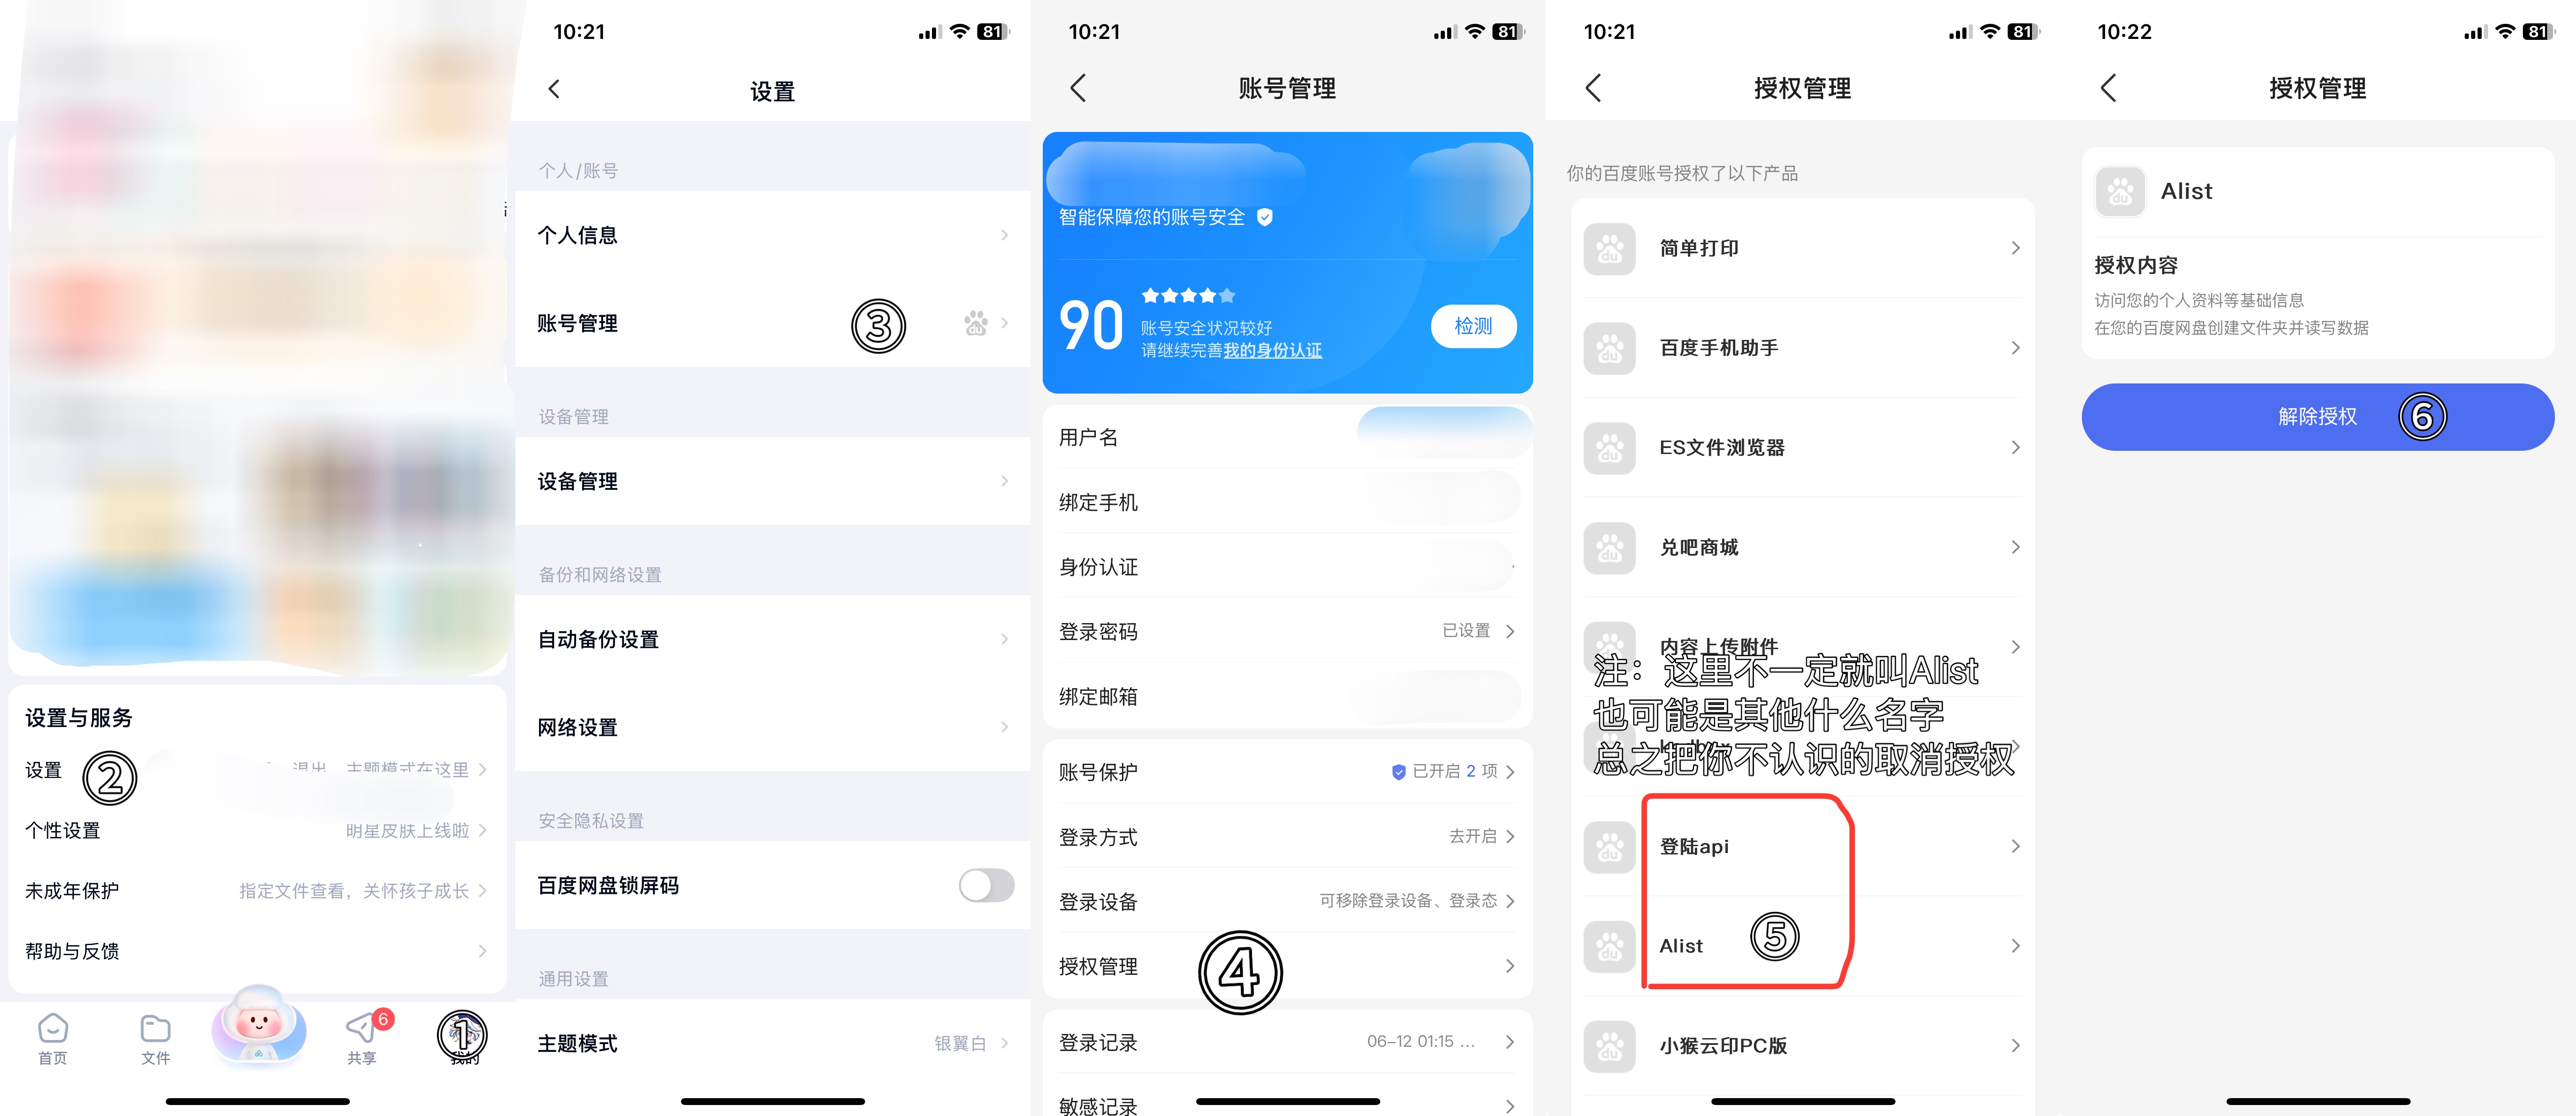 设置与服务
设置
②
退出、主题模式在这里
个性设置
明星皮肤上线啦
未成年保护
指定文件查看，关怀孩子成长
帮助与反馈
首页
文件
6
共享
①
我的
10:21
81
设置
个人/账号
个人信息
账号管理
③
du
设备管理
设备管理
备份和网络设置
自动备份设置
网络设置
安全隐私设置
百度网盘锁屏码
通用设置
主题模式
银翼白
10:21
81
账号管理
智能保障您的账号安全
90
账号安全状况较好
请继续完善我的身份认证
检测
用户名
绑定手机
身份认证
登录密码
已设置
绑定邮箱
账号保护
已开启 2 项
登录方式
去开启
登录设备
可移除登录设备、登录态
授权管理
④
登录记录
06-12 01:15 ...
敏感记录
10:21
81
授权管理
你的百度账号授权了以下产品
du
简单打印
du
百度手机助手
du
ES文件浏览器
du
兑吧商城
内容上传附件
注：这里不一定就叫Alist
也可能是其他什么名字
总之把你不认识的取消授权
du
登陆api
du
Alist
⑤
du
小猴云印PC版
10:22
81
授权管理
du
Alist
授权内容
访问您的个人资料等基础信息
在您的百度网盘创建文件夹并读写数据
解除授权
⑥